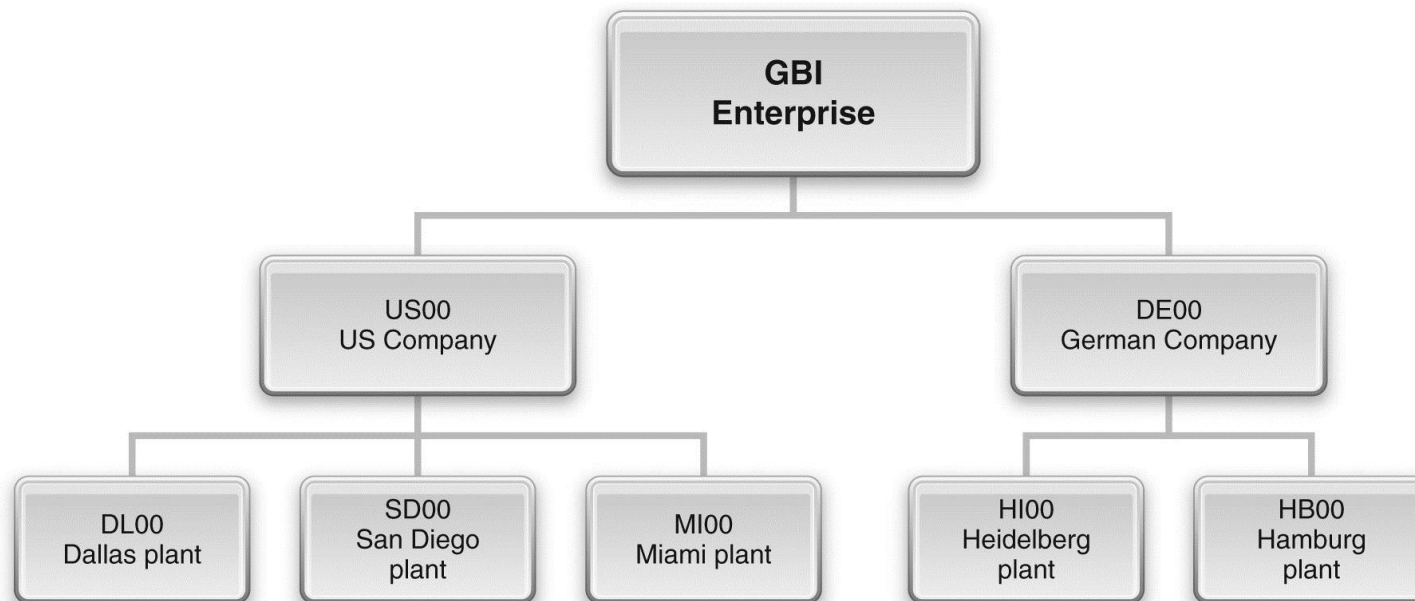 GBI
Enterprise
US00
US Company
DE00
German Company
DL00
Dallas plant
SD00
San Diego
plant
MI00
Miami plant
HI00
Heidelberg
plant
HB00
Hamburg
plant